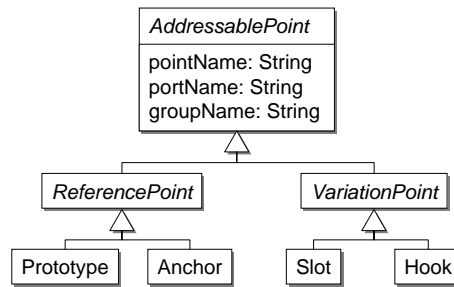 AddressablePoint
pointName: String
portName: String
groupName: String
ReferencePoint VariationPoint
Prototype Anchor Slot Hook